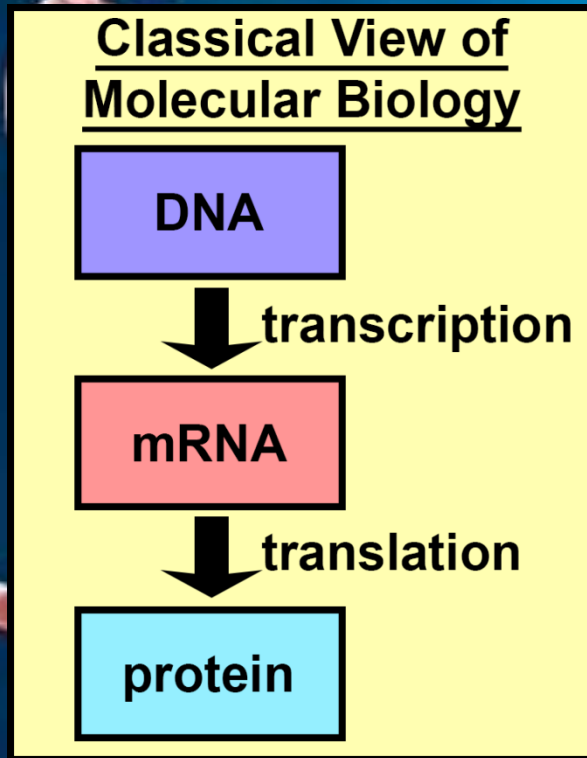 Classical View of
Molecular Biology
DNA
transcription
mRNA
translation
protein